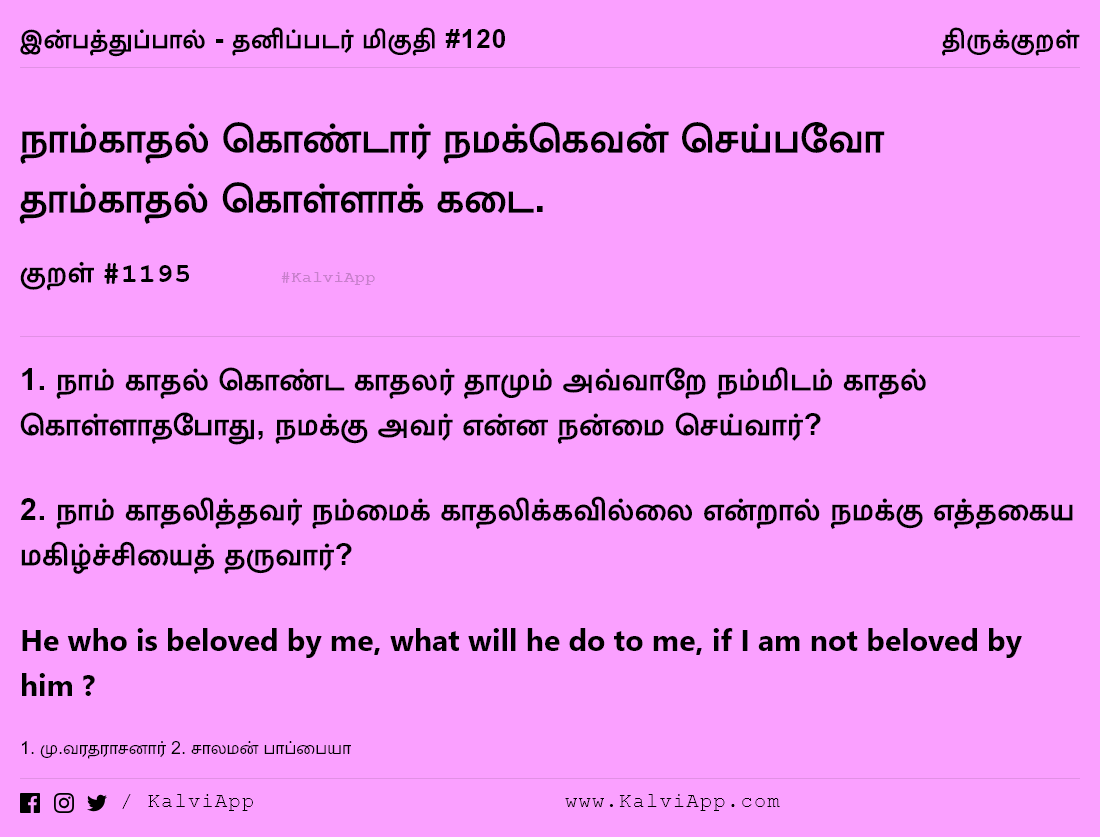 இன்பத்துப்பால் - தனிப்படர் மிகுதி #120 திருக்குறள்
நாம்காதல் கொண்டார் நமக்கெவன் செய்பவோ
தாம்காதல் கொள்ளாக் கடை.
குறள் #1195 #KalviApp
1. நாம் காதல் கொண்ட காதலர் தாமும் அவ்வாறே நம்மிடம் காதல்
கொள்ளாதபோது, நமக்கு அவர் என்ன நன்மை செய்வார்?
2. நாம் காதலித்தவர் நம்மைக் காதலிக்கவில்லை என்றால் நமக்கு எத்தகைய
மகிழ்ச்சியைத் தருவார்?
He who is beloved by me, what will he do to me, if I am not beloved by
him ?
1. மு.வரதராசனார் 2. சாலமன் பாப்பையா
/ KalviApp www.KalviApp.com